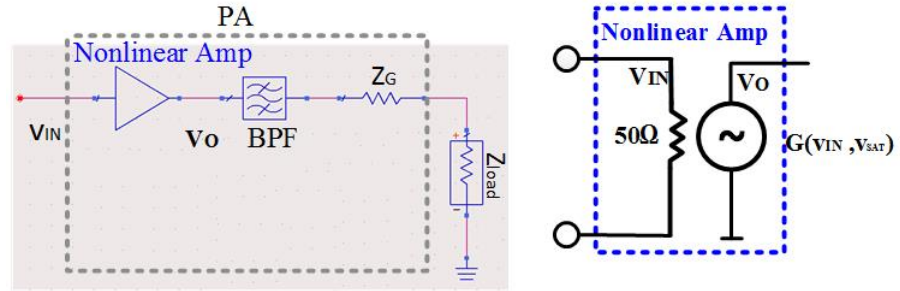 PA
Nonlinear Amp
VIN
VO
BPF
ZG
Zload
Nonlinear Amp
VIN
VO
50Ω
G(VIN ,VSAT)